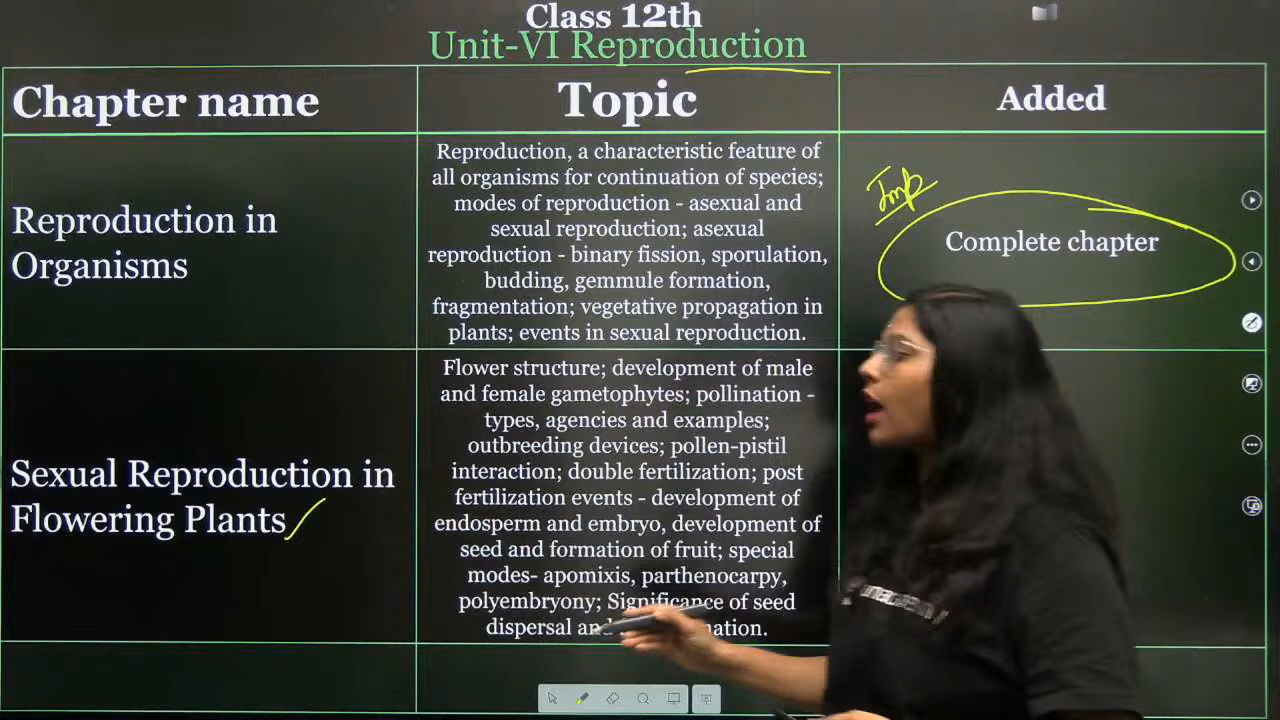 Class 12th
Unit-VI Reproduction
Chapter name
Topic
Added
Reproduction in
Organisms
Reproduction, a characteristic feature of
all organisms for continuation of species;
modes of reproduction - asexual and
sexual reproduction; asexual
reproduction - binary fission, sporulation,
budding, gemmule formation,
fragmentation; vegetative propagation in
plants; events in sexual reproduction.
Imp
Complete chapter
Sexual Reproduction in
Flowering Plants
Flower structure; development of male
and female gametophytes; pollination -
types, agencies and examples;
outbreeding devices; pollen-pistil
interaction; double fertilization; post
fertilization events - development of
endosperm and embryo, development of
seed and formation of fruit; special
modes- apomixis, parthenocarpy,
polyembryony; Significance of seed
dispersal and